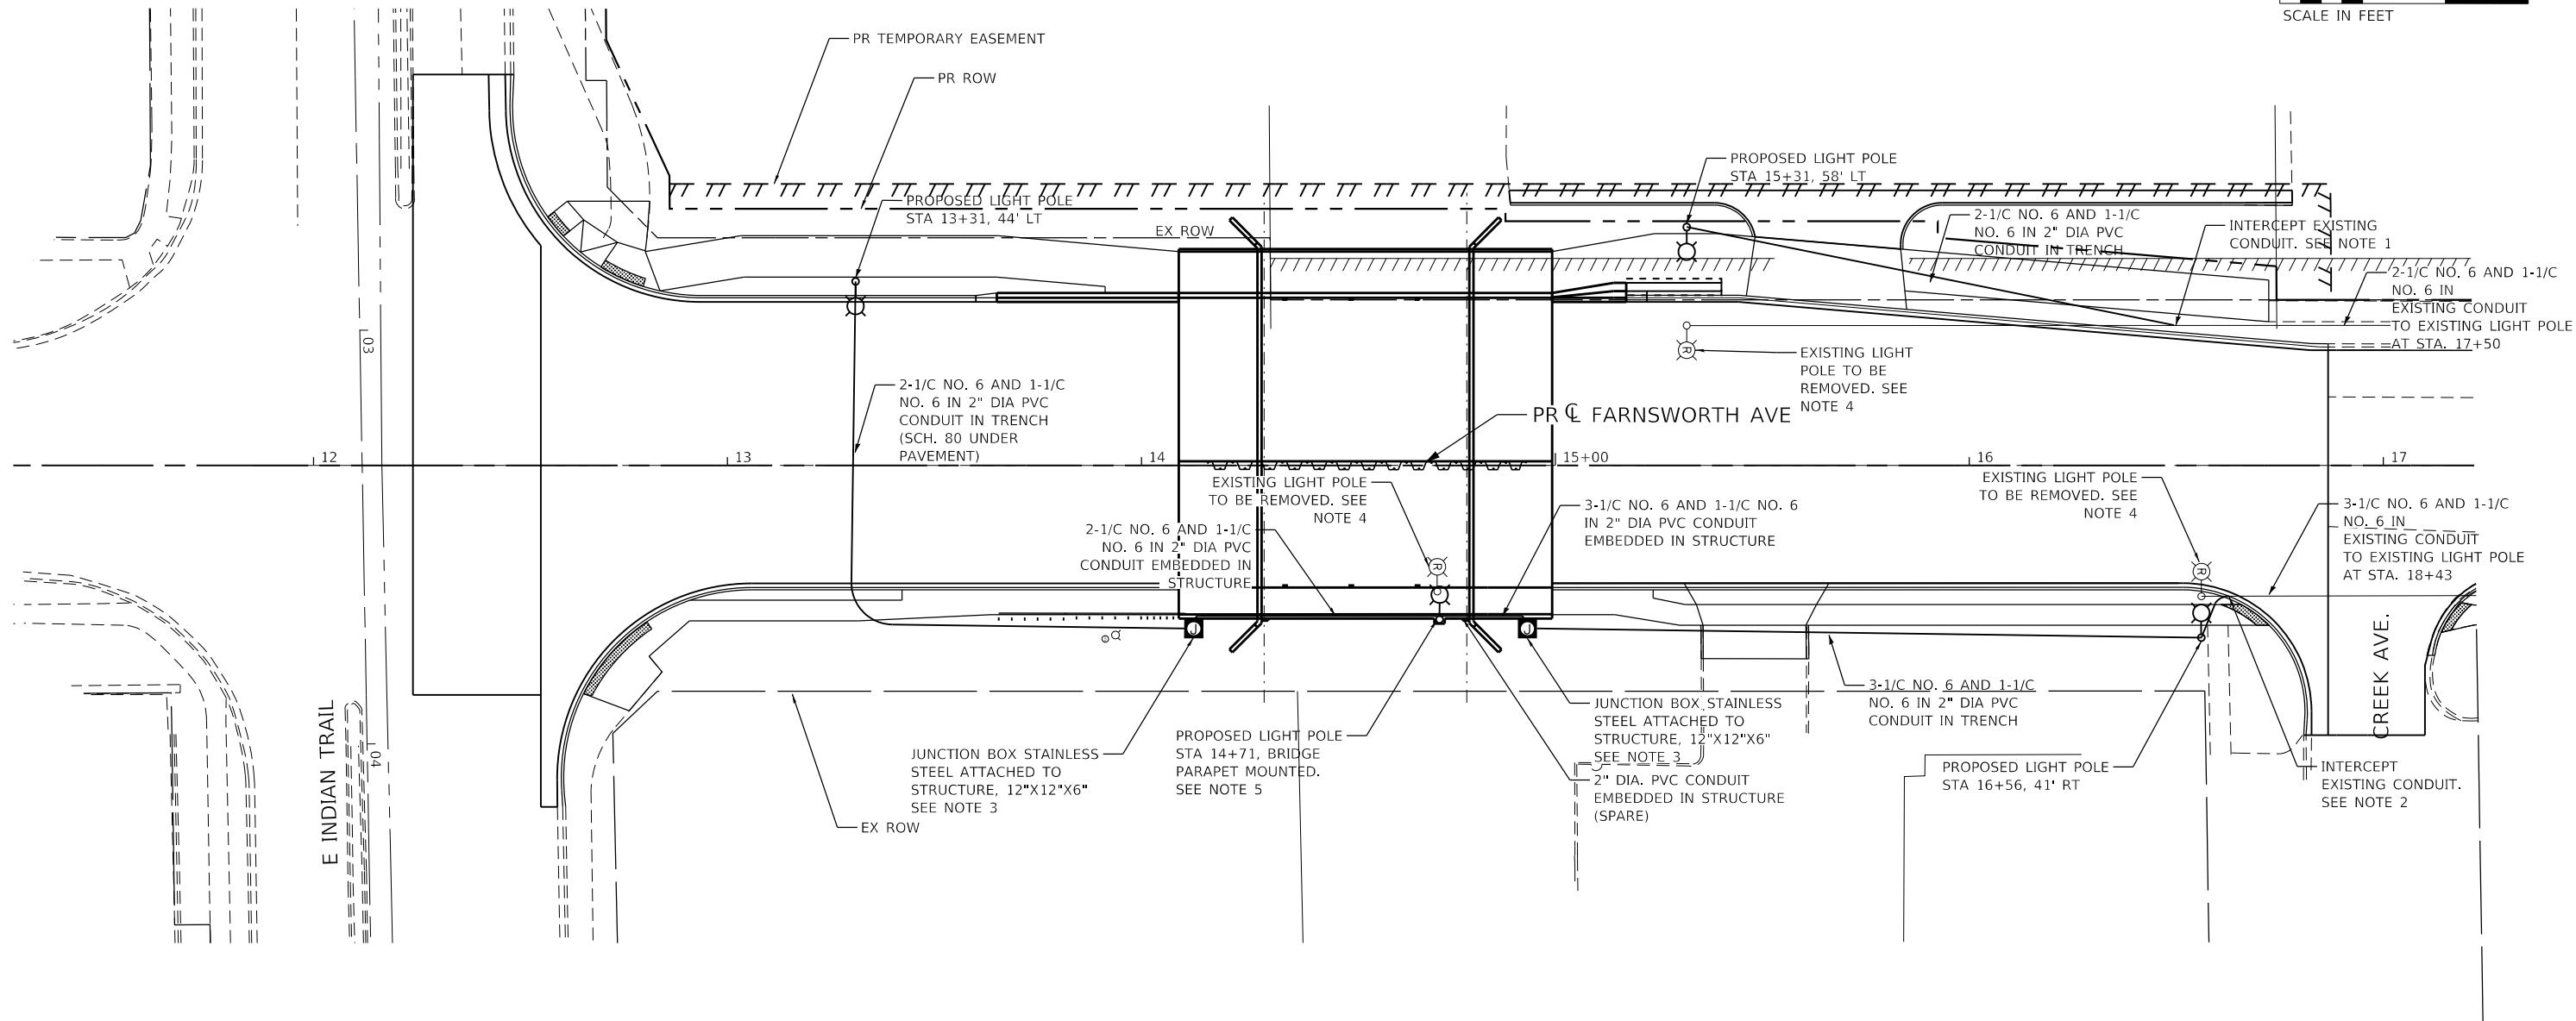 SCALE IN FEET
PR TEMPORARY EASEMENT
PR ROW
PROPOSED LIGHT POLE
STA 13+31, 44' LT
EX ROW
PROPOSED LIGHT POLE
STA 15+31, 58' LT
2-1/C NO. 6 AND 1-1/C
NO. 6 IN 2" DIA PVC
CONDUIT IN TRENCH
INTERCEPT EXISTING
CONDUIT. SEE NOTE 1
2-1/C NO. 6 AND 1-1/C
NO. 6 IN
EXISTING CONDUIT
TO EXISTING LIGHT POLE
AT STA. 17+50
03
R
EXISTING LIGHT
POLE TO BE
REMOVED. SEE
NOTE 4
2-1/C NO. 6 AND 1-1/C
NO. 6 IN 2" DIA PVC
CONDUIT IN TRENCH
(SCH. 80 UNDER
PAVEMENT)
PR ℄ FARNSWORTH AVE
12
13
14
15+00
16
17
EXISTING LIGHT POLE
TO BE REMOVED. SEE
NOTE 4
R
2-1/C NO. 6 AND 1-1/C
NO. 6 IN 2" DIA PVC
CONDUIT EMBEDDED IN
STRUCTURE
3-1/C NO. 6 AND 1-1/C NO. 6
IN 2" DIA PVC CONDUIT
EMBEDDED IN STRUCTURE
EXISTING LIGHT POLE
TO BE REMOVED. SEE
NOTE 4
R
3-1/C NO. 6 AND 1-1/C
NO. 6 IN
EXISTING CONDUIT
TO EXISTING LIGHT POLE
AT STA. 18+43
J
J
E INDIAN TRAIL
04
CREEK AVE.
JUNCTION BOX STAINLESS
STEEL ATTACHED TO
STRUCTURE, 12"X12"X6"
SEE NOTE 3
EX ROW
PROPOSED LIGHT POLE
STA 14+71, BRIDGE
PARAPET MOUNTED.
SEE NOTE 5
JUNCTION BOX STAINLESS
STEEL ATTACHED TO
STRUCTURE, 12"X12"X6"
SEE NOTE 3
2" DIA. PVC CONDUIT
EMBEDDED IN STRUCTURE
(SPARE)
3-1/C NO. 6 AND 1-1/C
NO. 6 IN 2" DIA PVC
CONDUIT IN TRENCH
PROPOSED LIGHT POLE
STA 16+56, 41' RT
INTERCEPT
EXISTING CONDUIT.
SEE NOTE 2